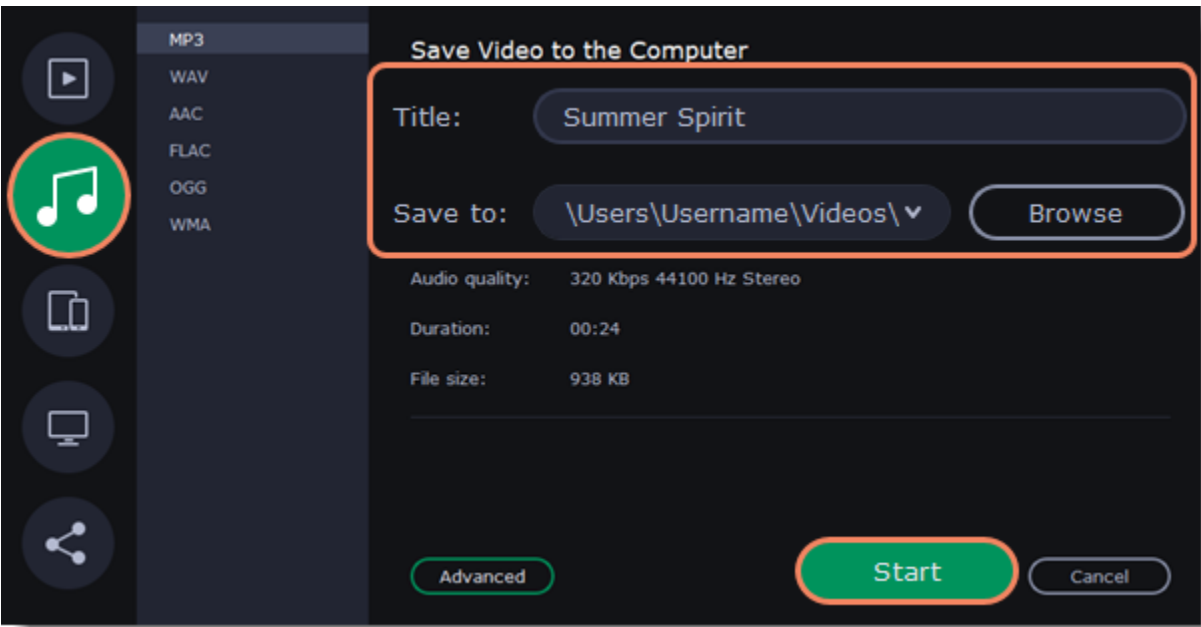 MP3
WAV
AAC
FLAC
OGG
WMA
Save Video to the Computer
Title: Summer Spirit
Save to: \Users\Username\Videos\ Browse
Audio quality: 320 Kbps 44100 Hz Stereo
Duration: 00:24
File size: 938 KB
Advanced Start Cancel